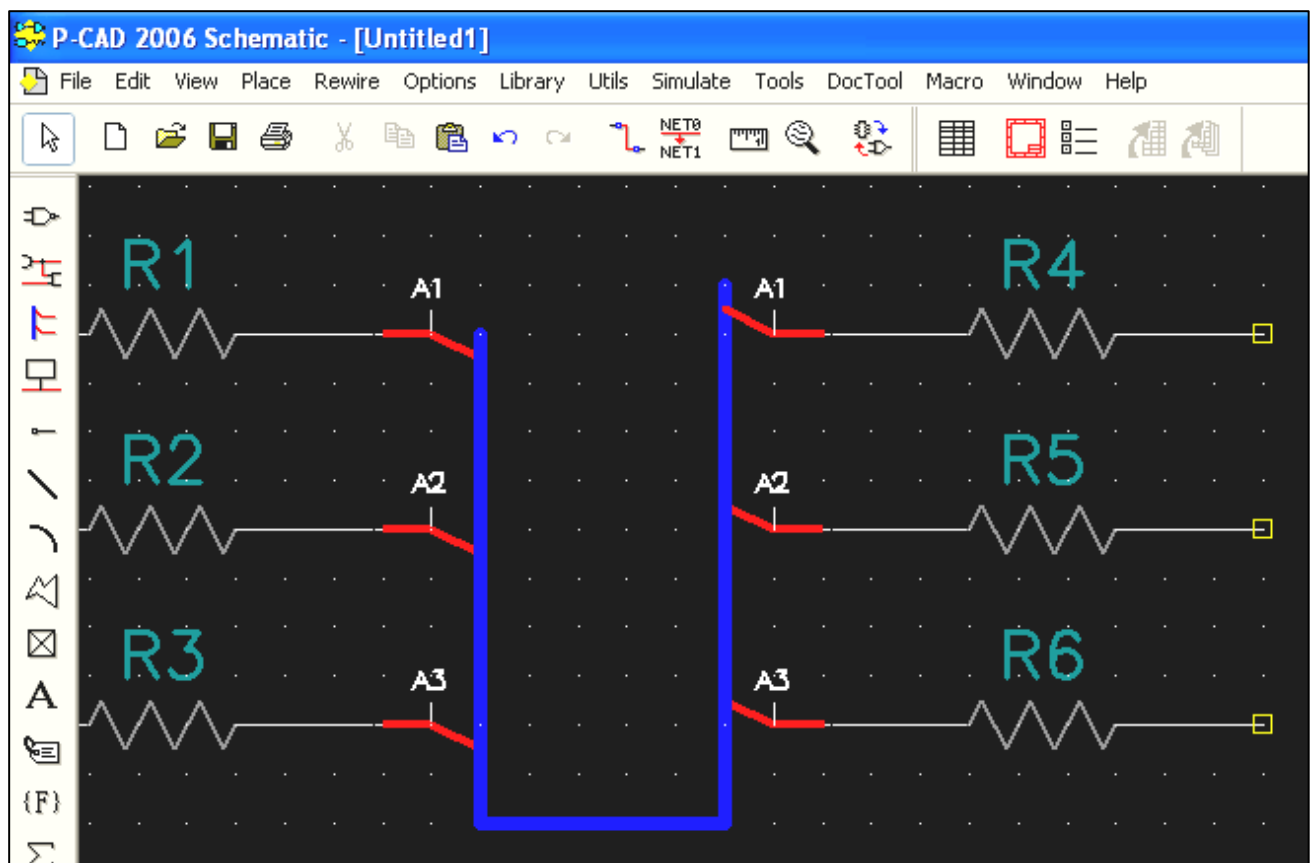 P-CAD 2006 Schematic - [Untitled1]
File Edit View Place Rewire Options Library Utils Simulate Tools DocTool Macro Window Help
NET0
NET1
R1 A1 A1 R4
R2 A2 A2 R5
R3 A3 A3 R6
A
{F}
Σ